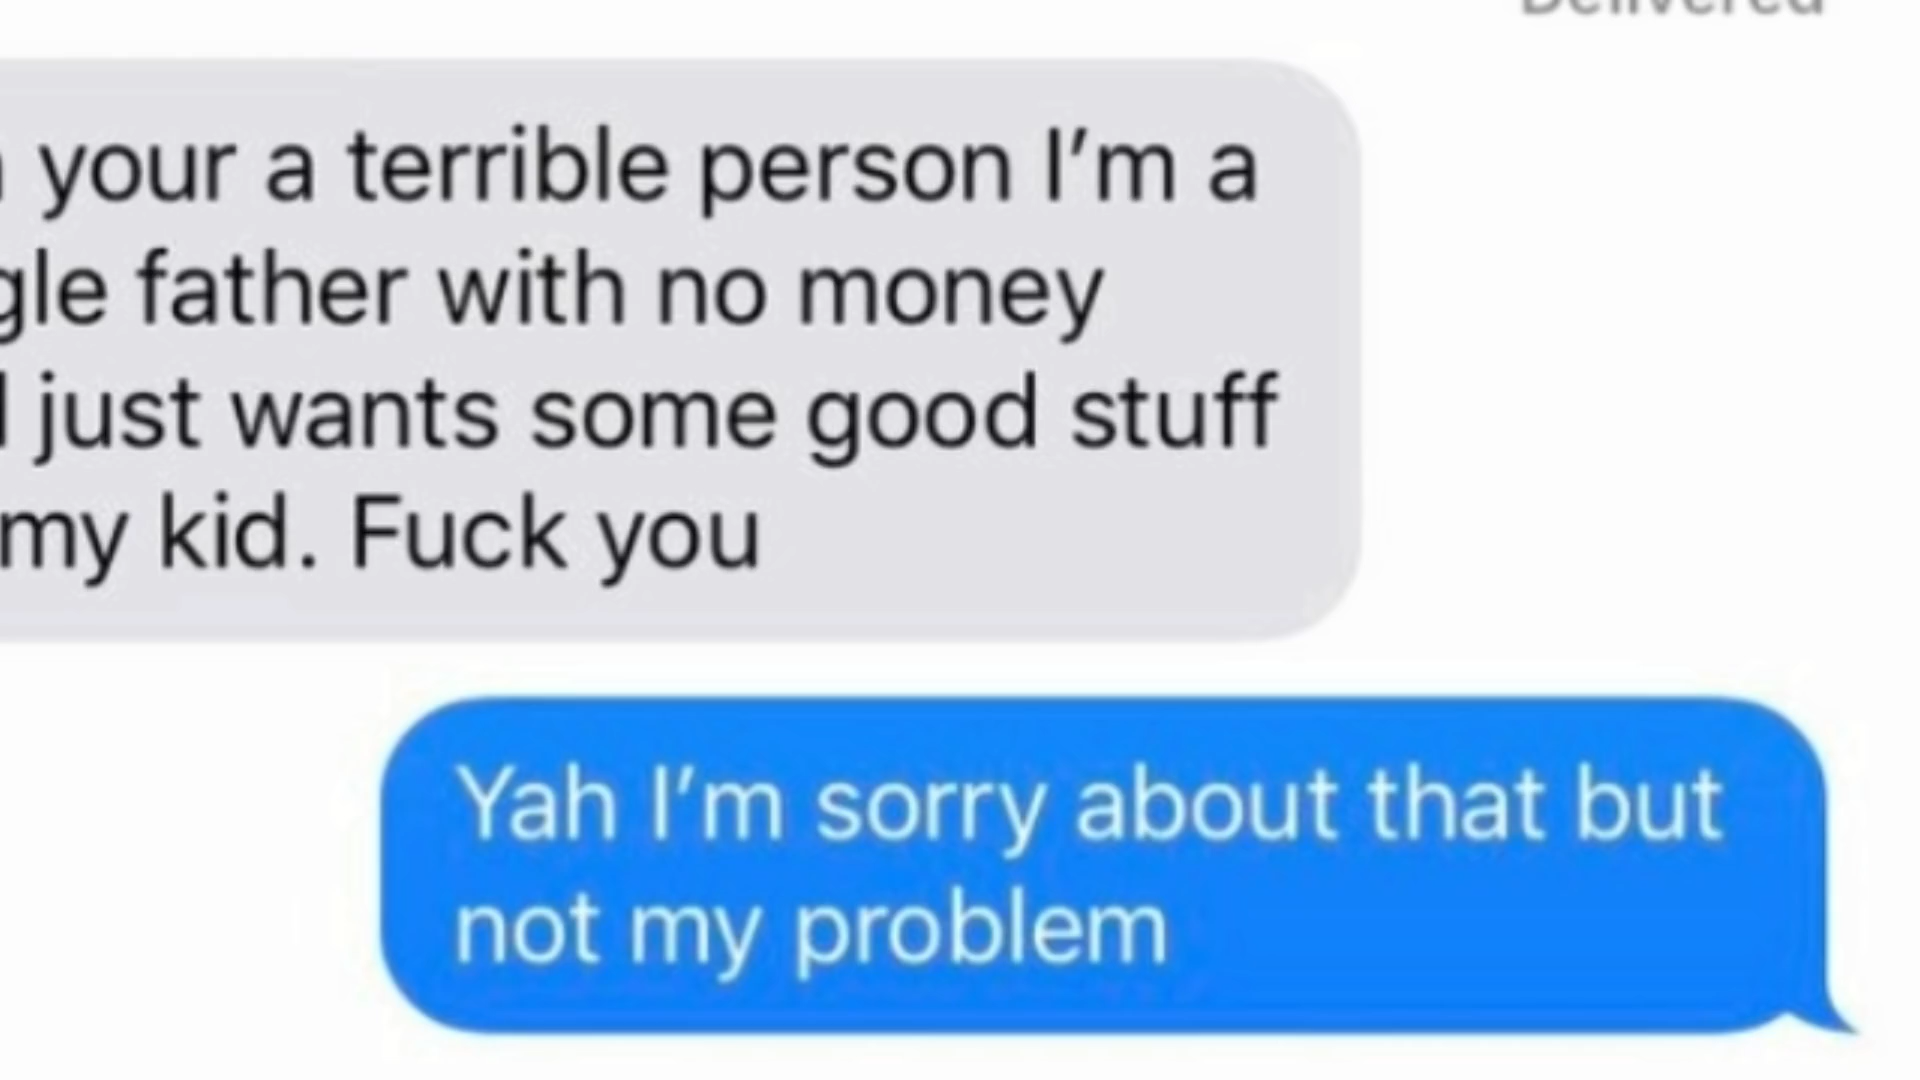 Delivered
your a terrible person I’m a
father with no money
just wants some good stuff
my kid. Fuck you
Yah I’m sorry about that but
not my problem